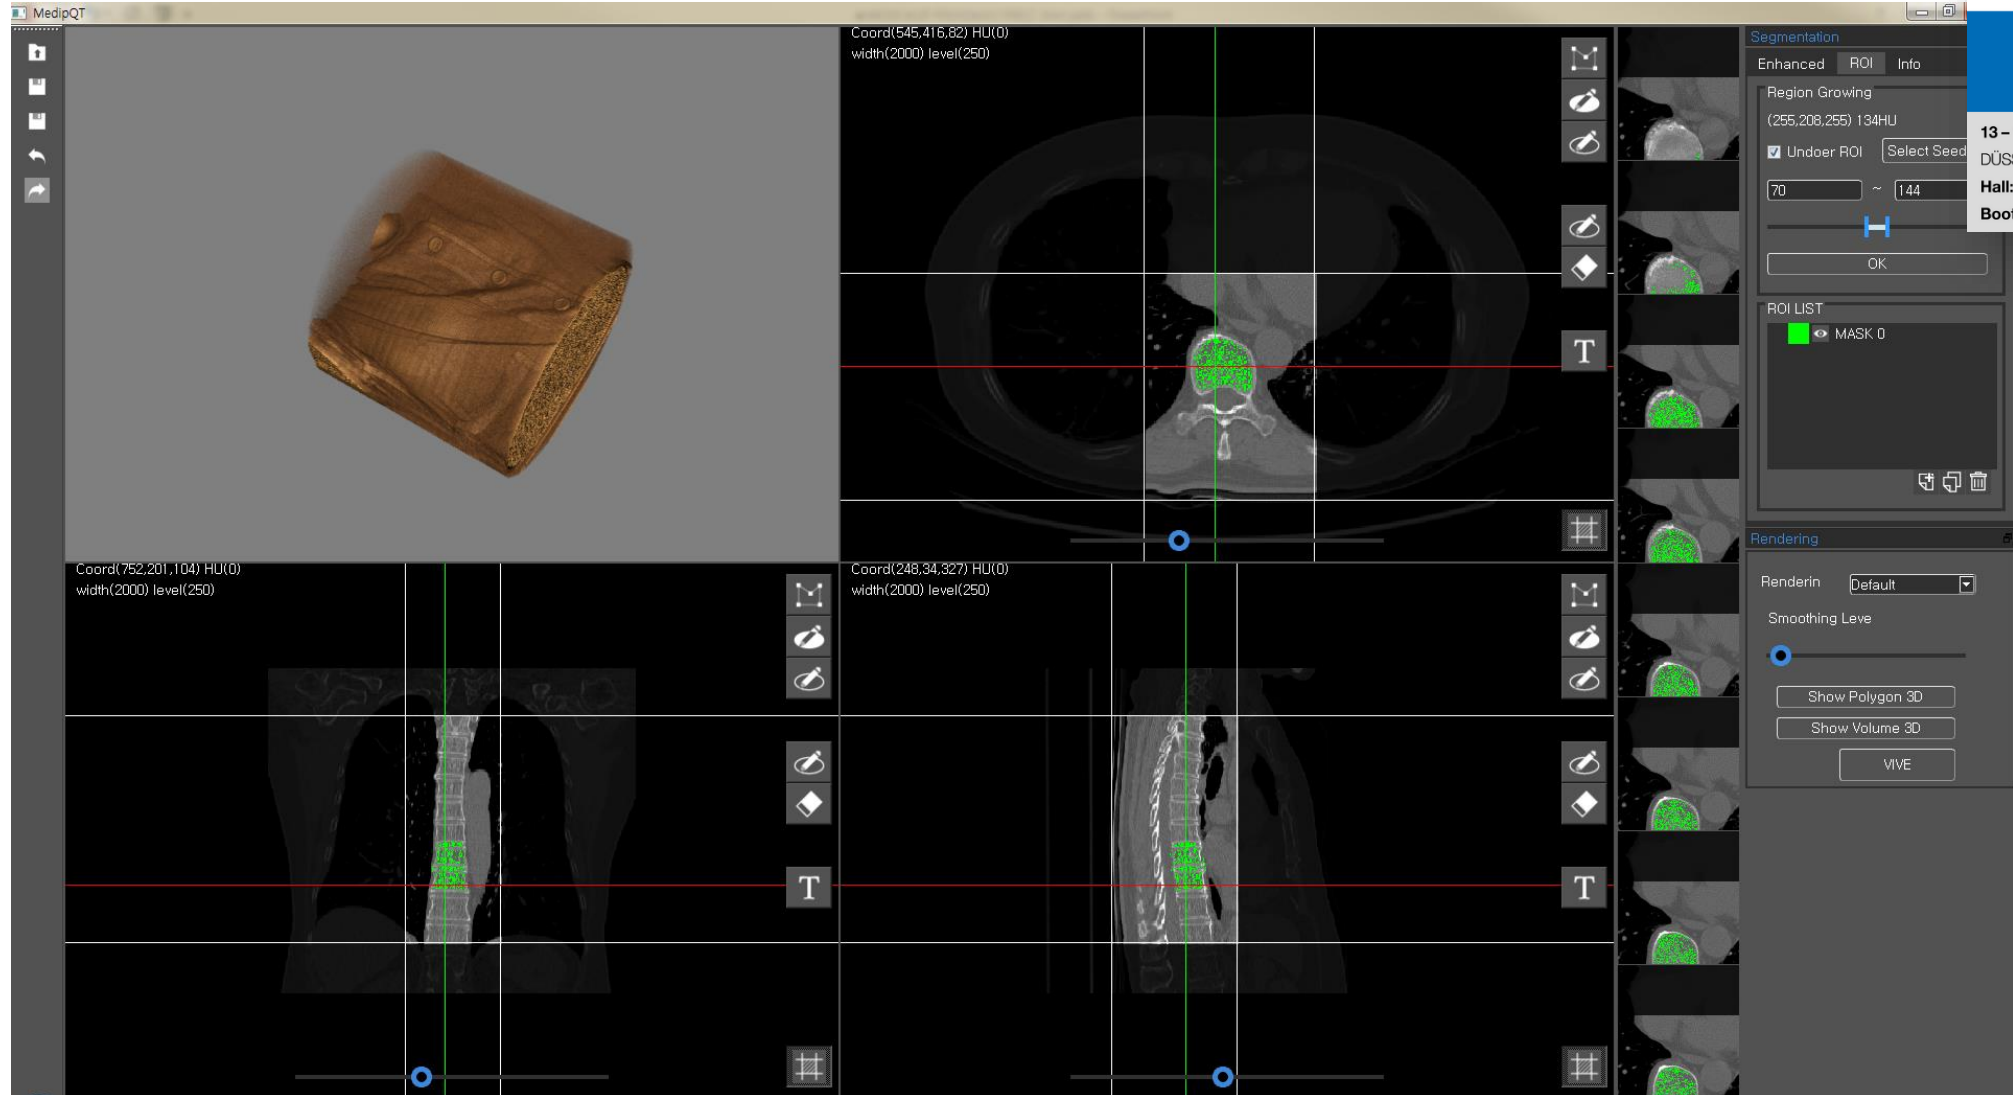 MedipQT
Coord(545,416,82) HU(0)
width(2000) level(250)
T
Coord(752,201,104) HU(0)
width(2000) level(250)
T
Coord(248,34,327) HU(0)
width(2000) level(250)
T
Segmentation
Enhanced ROI Info
Region Growing
(255,208,255) 134HU
Undoer ROI Select Seed
70 ~ 144
OK
ROI LIST
MASK 0
Rendering
Renderin Default
Smoothing Leve
Show Polygon 3D
Show Volume 3D
VIVE
13 –
DÜS
Hall:
Boo